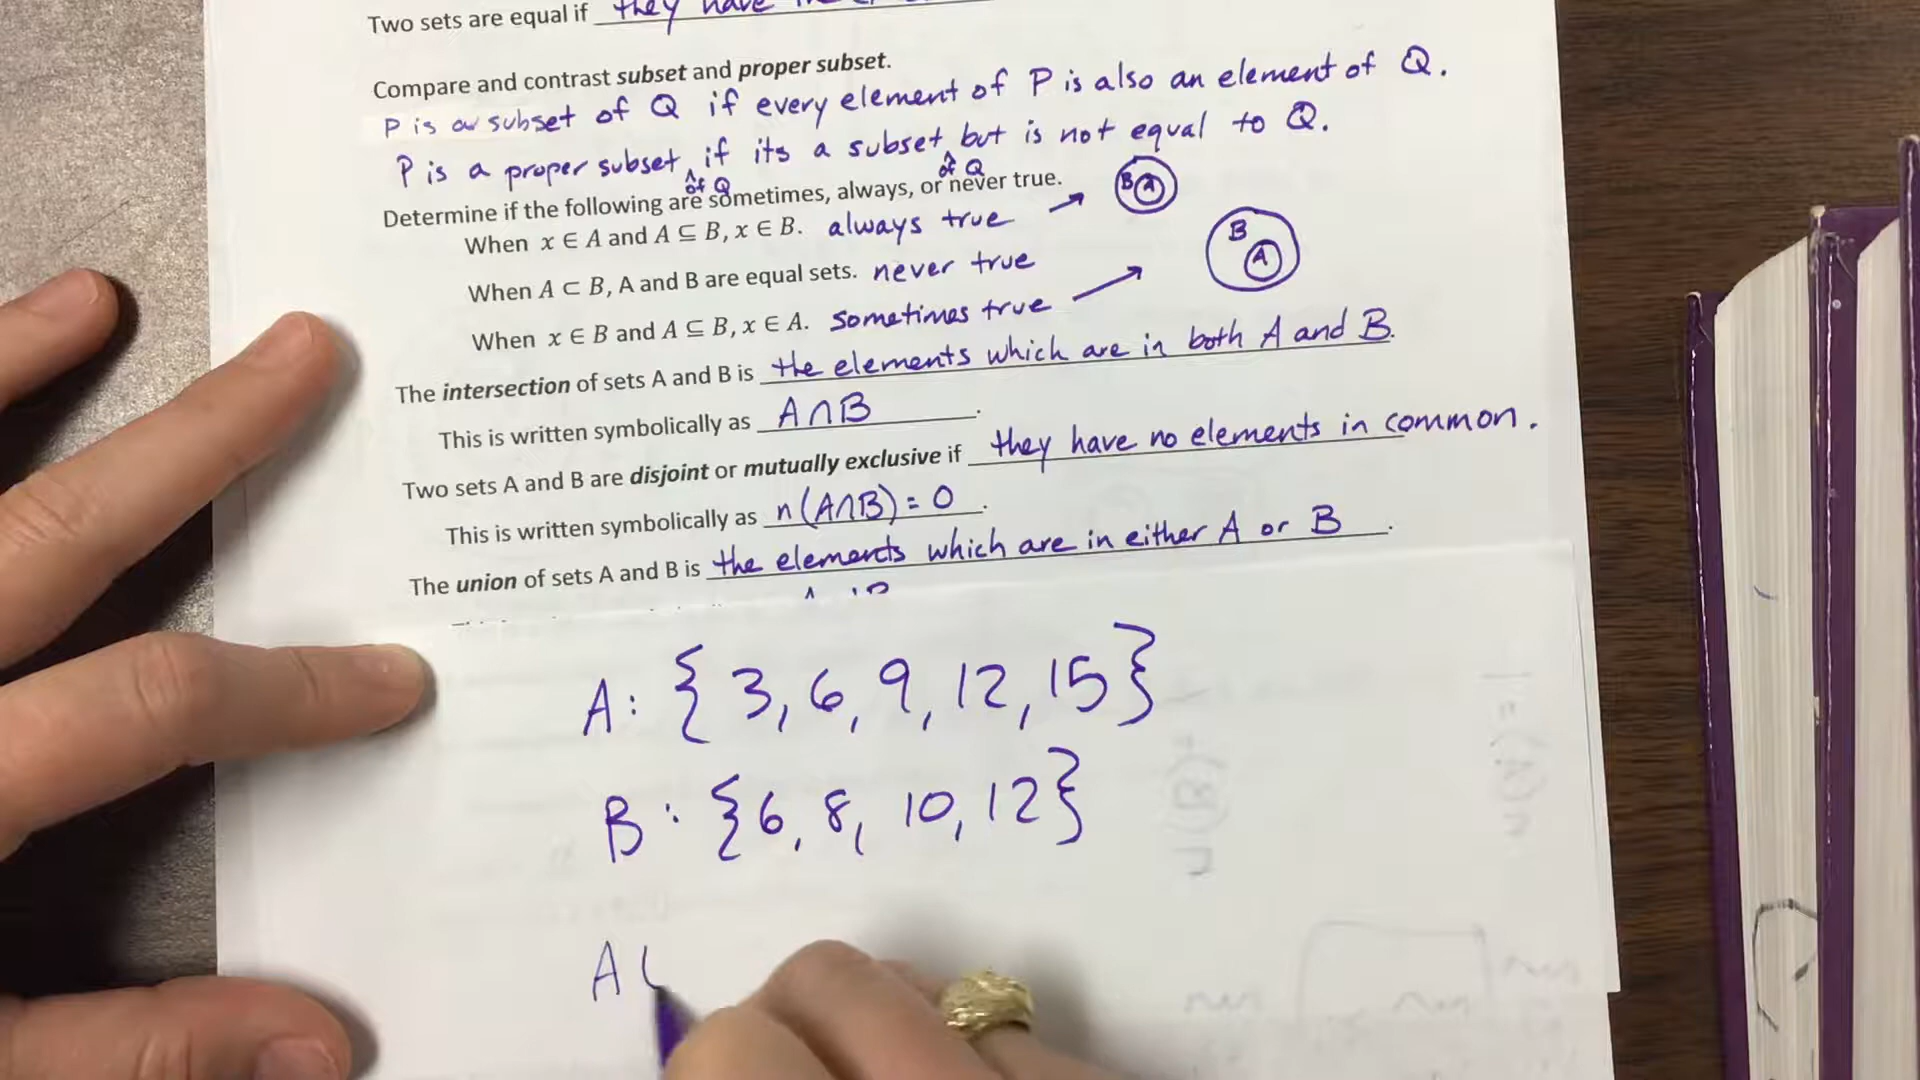 Two sets are equal if they have
Compare and contrast subset and proper subset.
P is a subset of Q if every element of P is also an element of Q.
P is a proper subset of Q if its a subset of Q but is not equal to Q.
Determine if the following are sometimes, always, or never true.
B A
When x ∈ A and A ⊆ B, x ∈ B. always true
B
A
When A ⊂ B, A and B are equal sets. never true
When x ∈ B and A ⊆ B, x ∈ A. sometimes true
The intersection of sets A and B is the elements which are in both A and B.
This is written symbolically as A∩B.
Two sets A and B are disjoint or mutually exclusive if they have no elements in common.
This is written symbolically as n(A∩B) = 0.
The union of sets A and B is the elements which are in either A or B.
A: {3, 6, 9, 12, 15}
B: {6, 8, 10, 12}
A